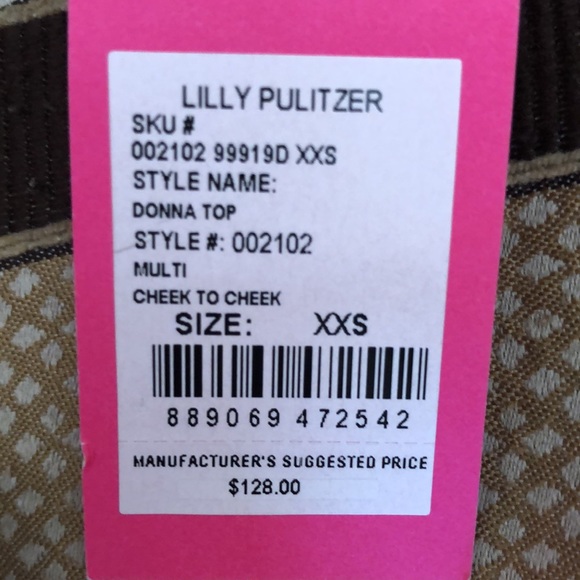 LILLY PULITZER
SKU #
002102 99919D XXS
STYLE NAME:
DONNA TOP
STYLE #: 002102
MULTI
CHEEK TO CHEEK
SIZE: XXS
889069 472542
MANUFACTURER'S SUGGESTED PRICE
$128.00